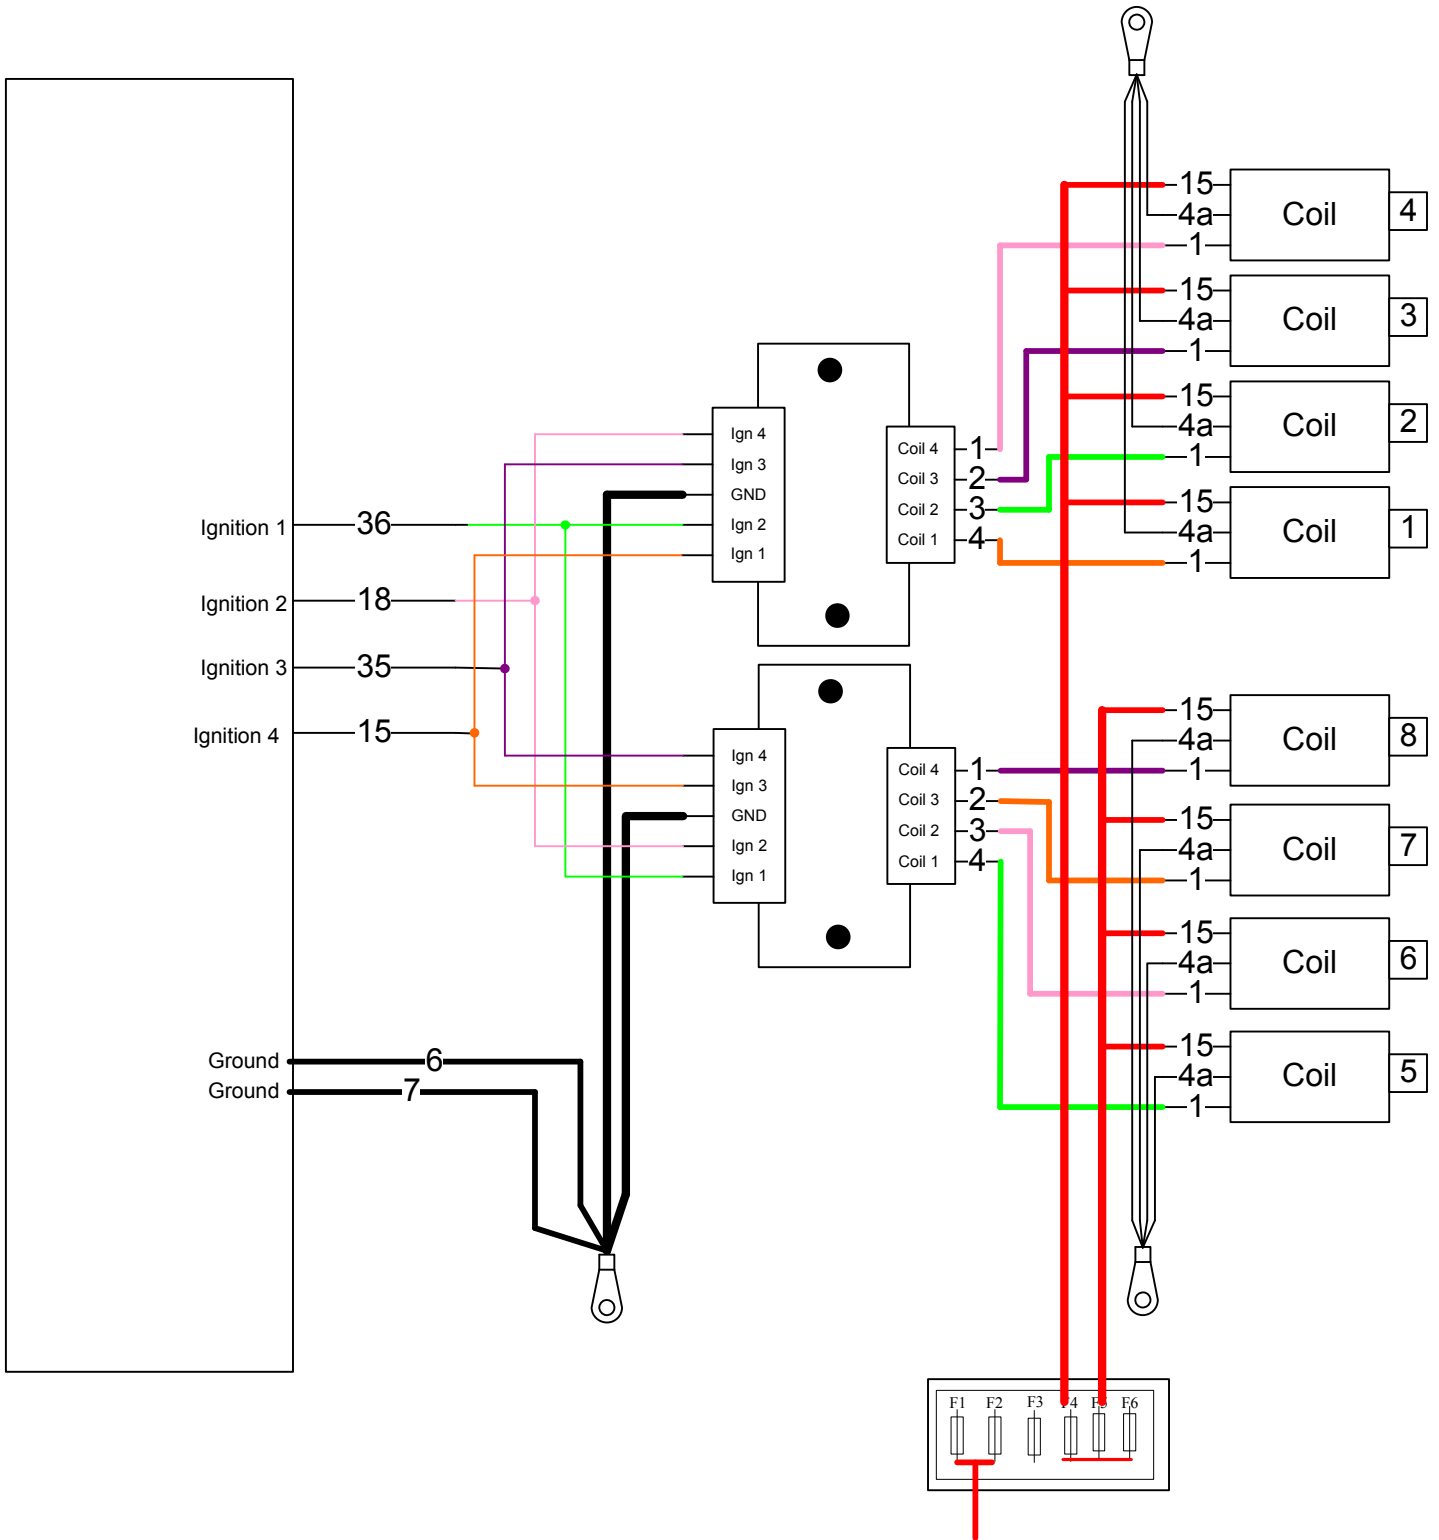 Ignition 1 36
Ignition 2 18
Ignition 3 35
Ignition 4 15
Ground 6
Ground 7
Ign 4
Ign 3
GND
Ign 2
Ign 1
Coil 4 1
Coil 3 2
Coil 2 3
Coil 1 4
Ign 4
Ign 3
GND
Ign 2
Ign 1
Coil 4 1
Coil 3 2
Coil 2 3
Coil 1 4
15
4a Coil 4
1
15
4a Coil 3
1
15
4a Coil 2
1
15
4a Coil 1
1
15
4a Coil 8
1
15
4a Coil 7
1
15
4a Coil 6
1
15
4a Coil 5
1
F1 F2 F3 F4 F5 F6